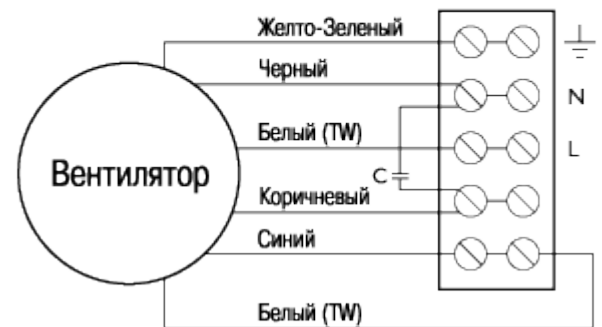 Желто-Зеленый
Черный
N
Белый (TW)
L
Вентилятор
C
Коричневый
Синий
Белый (TW)